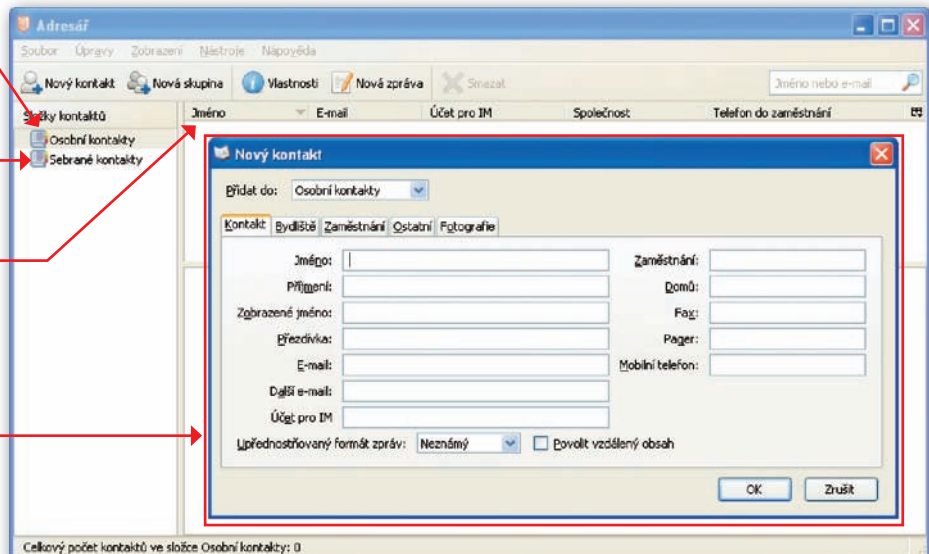 Adresář
Soubor Úpravy Zobrazení Nástroje Nápověda
Nový kontakt Nová skupina Vlastnosti Nová zpráva Smazat Jméno nebo e-mail
Složky kontaktů
Osobní kontakty
Sebrané kontakty
Jméno E-mail Účet pro IM Společnost Telefon do zaměstnání
Nový kontakt
Přidat do: Osobní kontakty
Kontakt Bydliště Zaměstnání Ostatní Fotografie
Jméno: Zaměstnání:
Příjmení: Domů:
Zobrazené jméno: Fax:
Přezdívka: Pager:
E-mail: Mobilní telefon:
Další e-mail:
Účet pro IM
Upřednostňovaný formát zpráv: Neznámý Povolit vzdálený obsah
OK Zrušit
Celkový počet kontaktů ve složce Osobní kontakty: 0